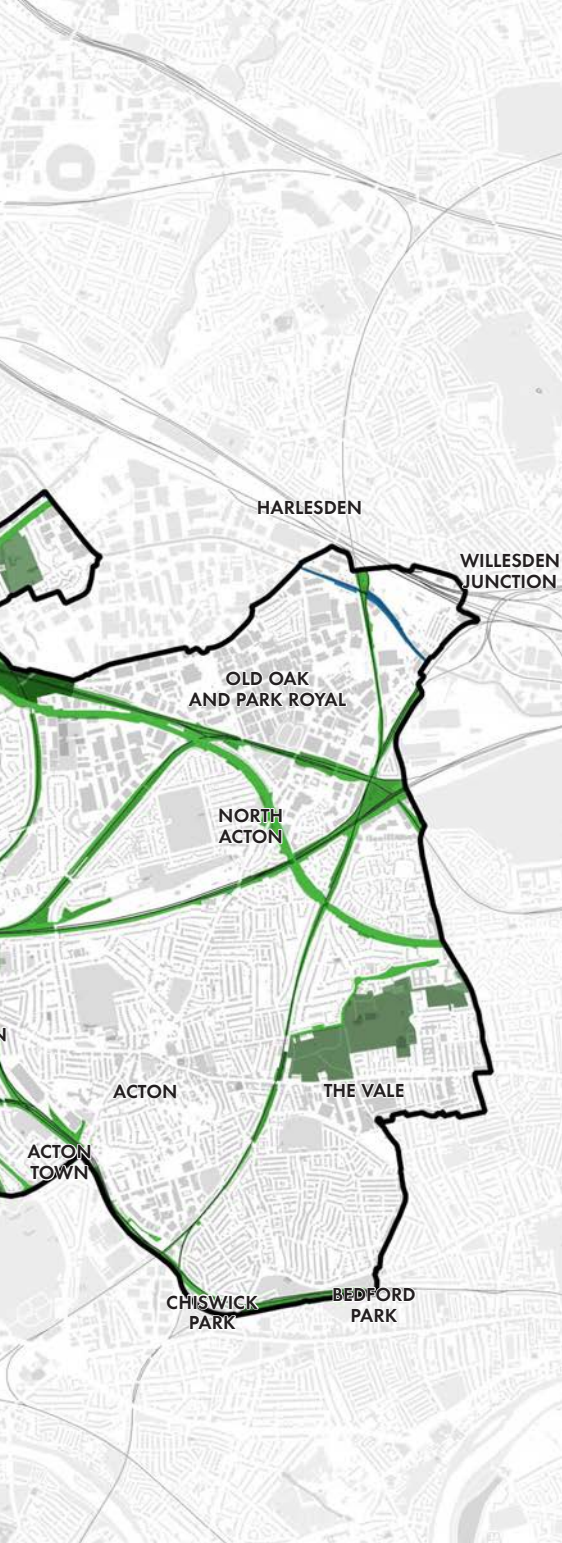 HARLESDEN
WILLESDEN
JUNCTION
OLD OAK
AND PARK ROYAL
NORTH
ACTON
N
ACTON
THE VALE
ACTON
TOWN
CHISWICK
PARK
BEDFORD
PARK